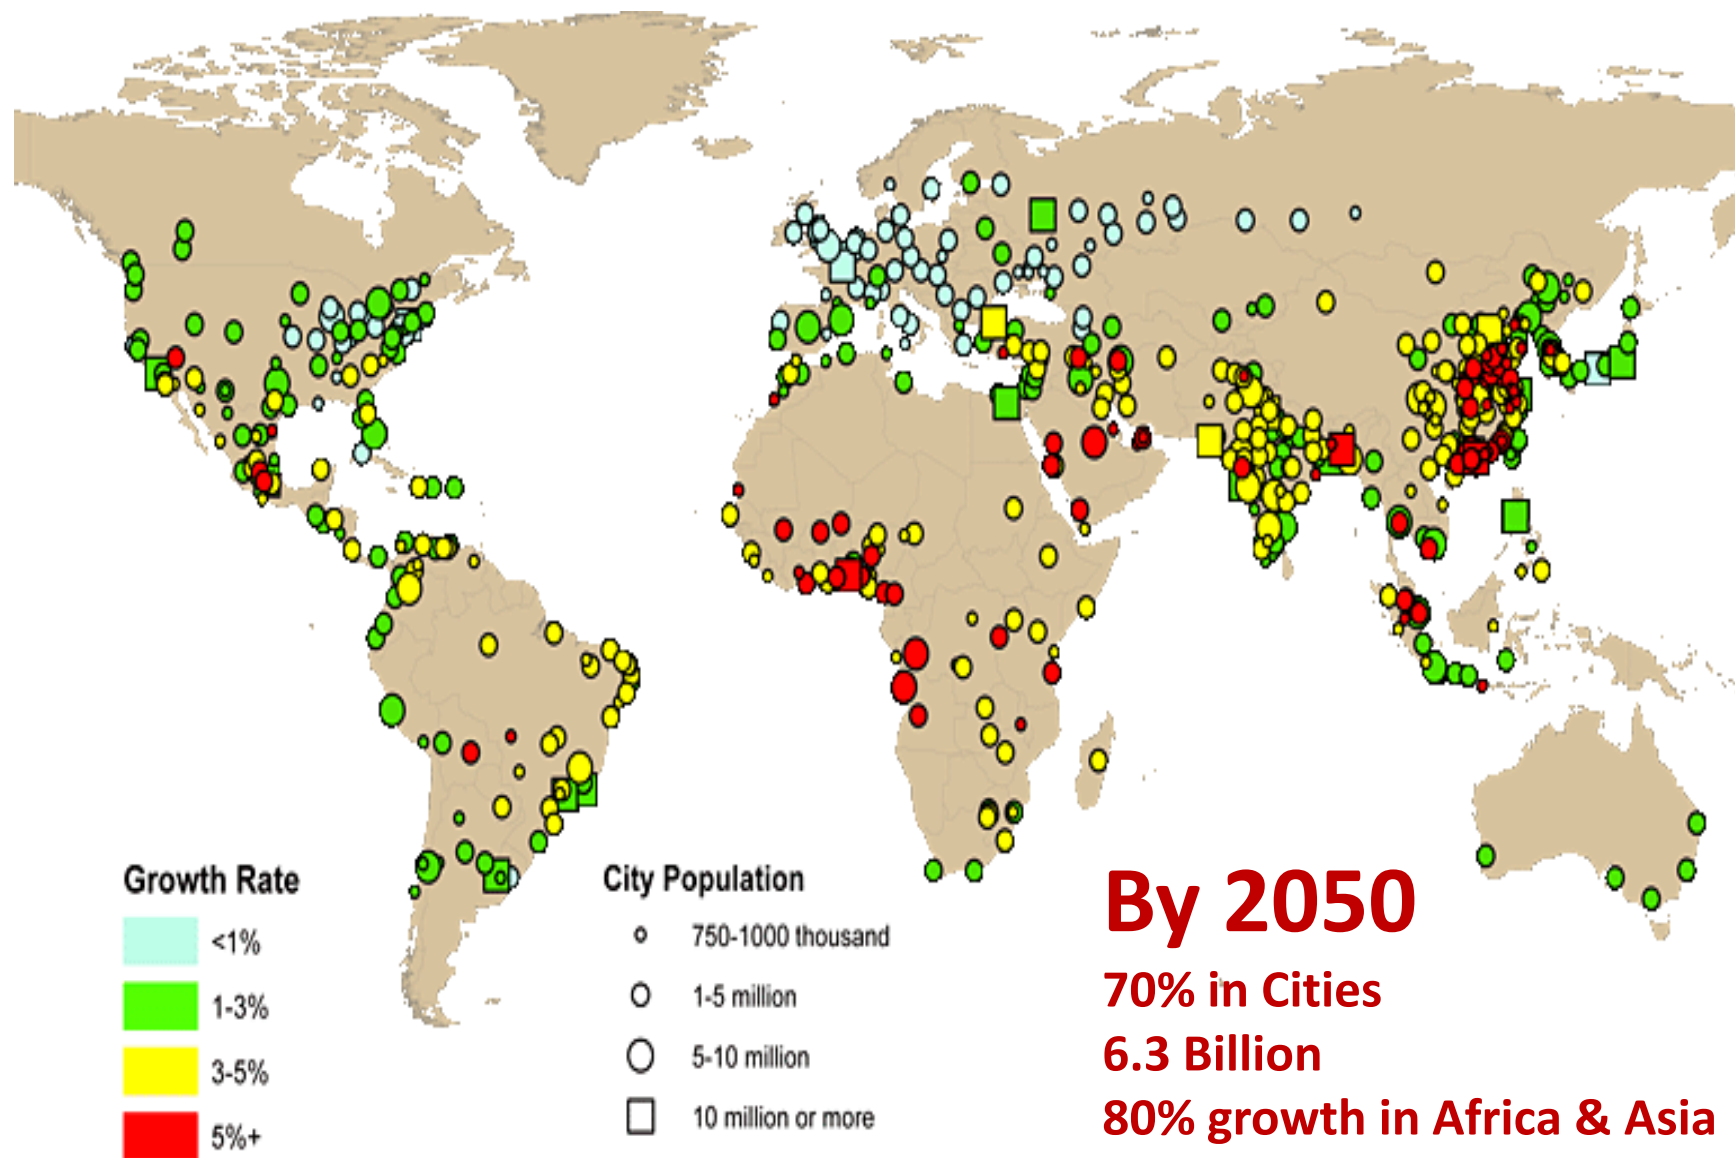 Growth Rate
<1%
1-3%
3-5%
5%+
City Population
750-1000 thousand
1-5 million
5-10 million
10 million or more
By 2050
70% in Cities
6.3 Billion
80% growth in Africa & Asia